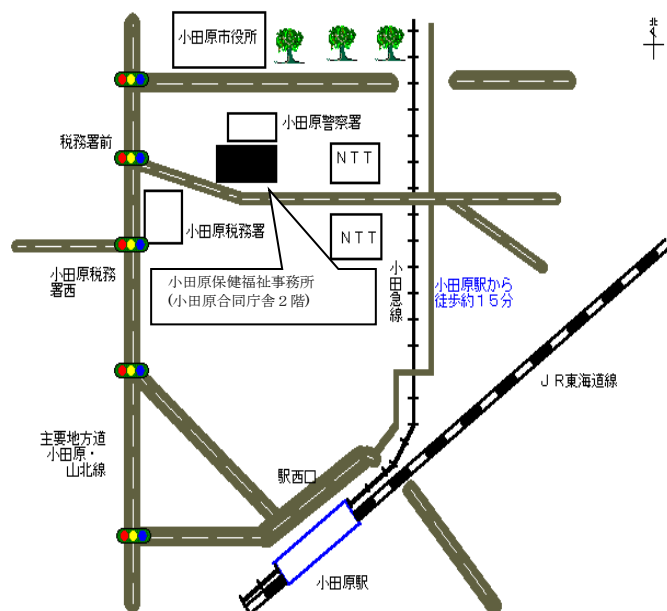 小田原市役所
北
小田原警察署
税務署前
ＮＴＴ
小田原税務署
ＮＴＴ
小田原税務
署西
小田原保健福祉事務所
(小田原合同庁舎２階)
小田急線
小田原駅から
徒歩約１５分
ＪＲ東海道線
主要地方道
小田原・
山北線
駅西口
小田原駅